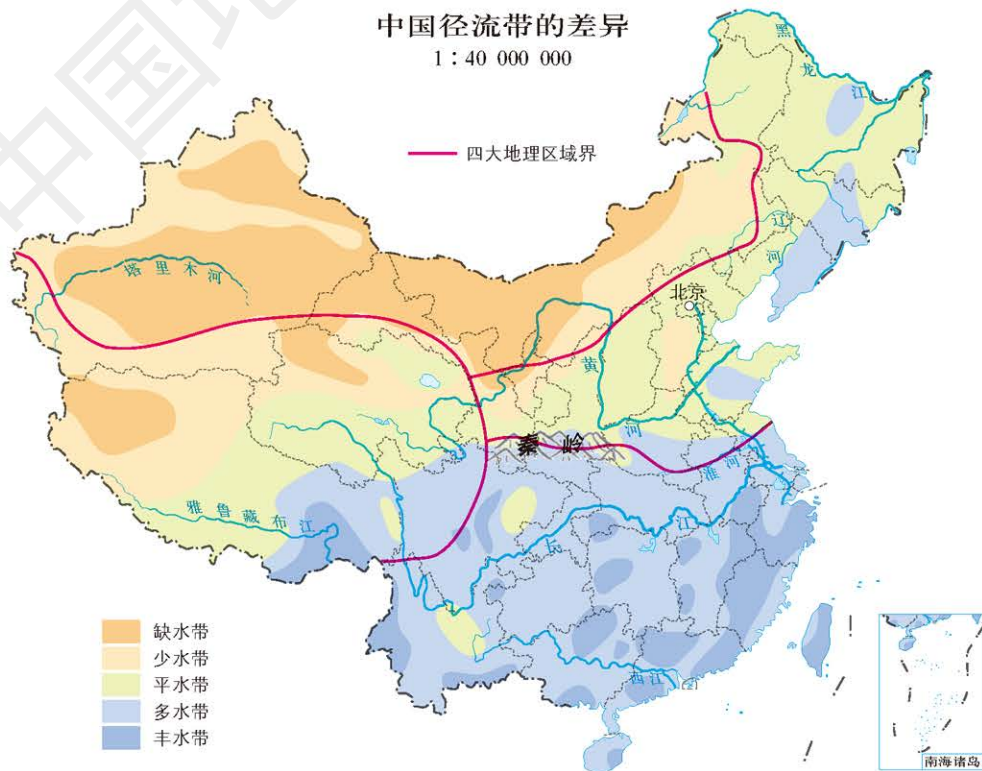 中国径流带的差异
1∶40 000 000
四大地理区域界
黑龙江
辽河
塔里木河
北京
黄河
秦岭
淮河
雅鲁藏布江
长江
西江
缺水带
少水带
平水带
多水带
丰水带
南海诸岛
中国地